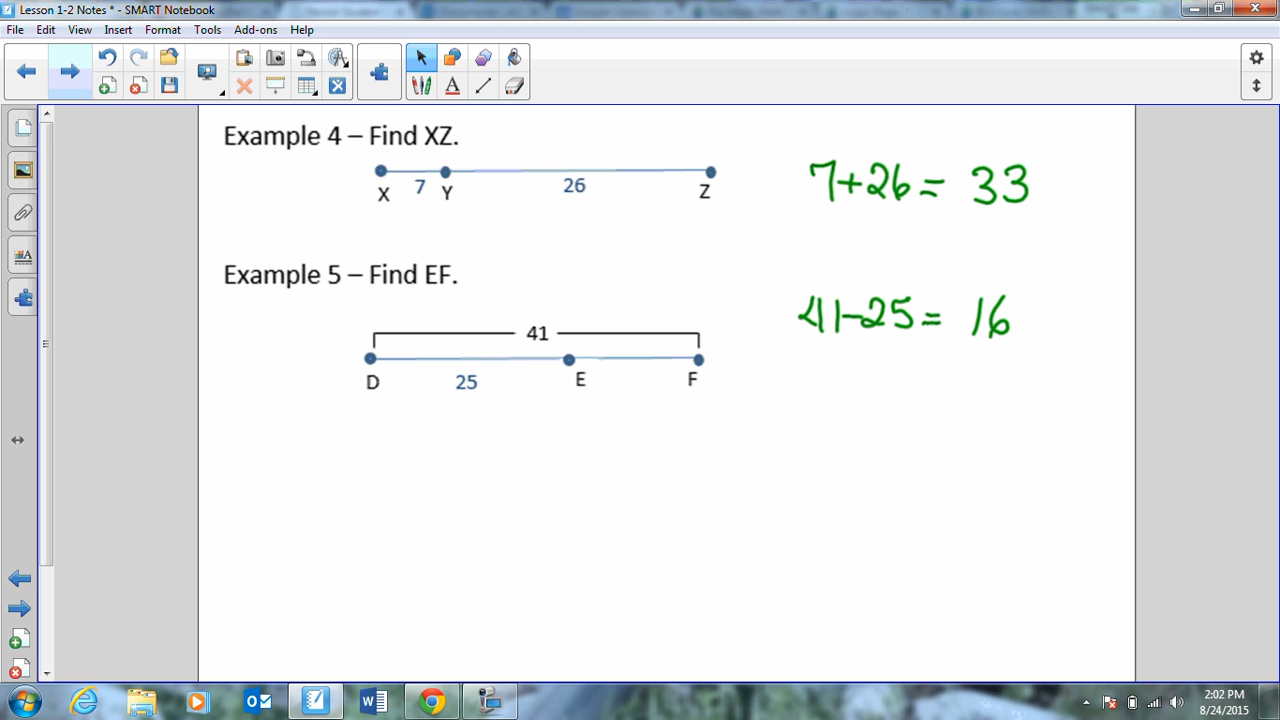 Lesson 1-2 Notes * - SMART Notebook
File Edit View Insert Format Tools Add-ons Help
Example 4 – Find XZ.
X 7 Y 26 Z
7+26= 33
Example 5 – Find EF.
41-25= 16
41
D 25 E F
2:02 PM
8/24/2015